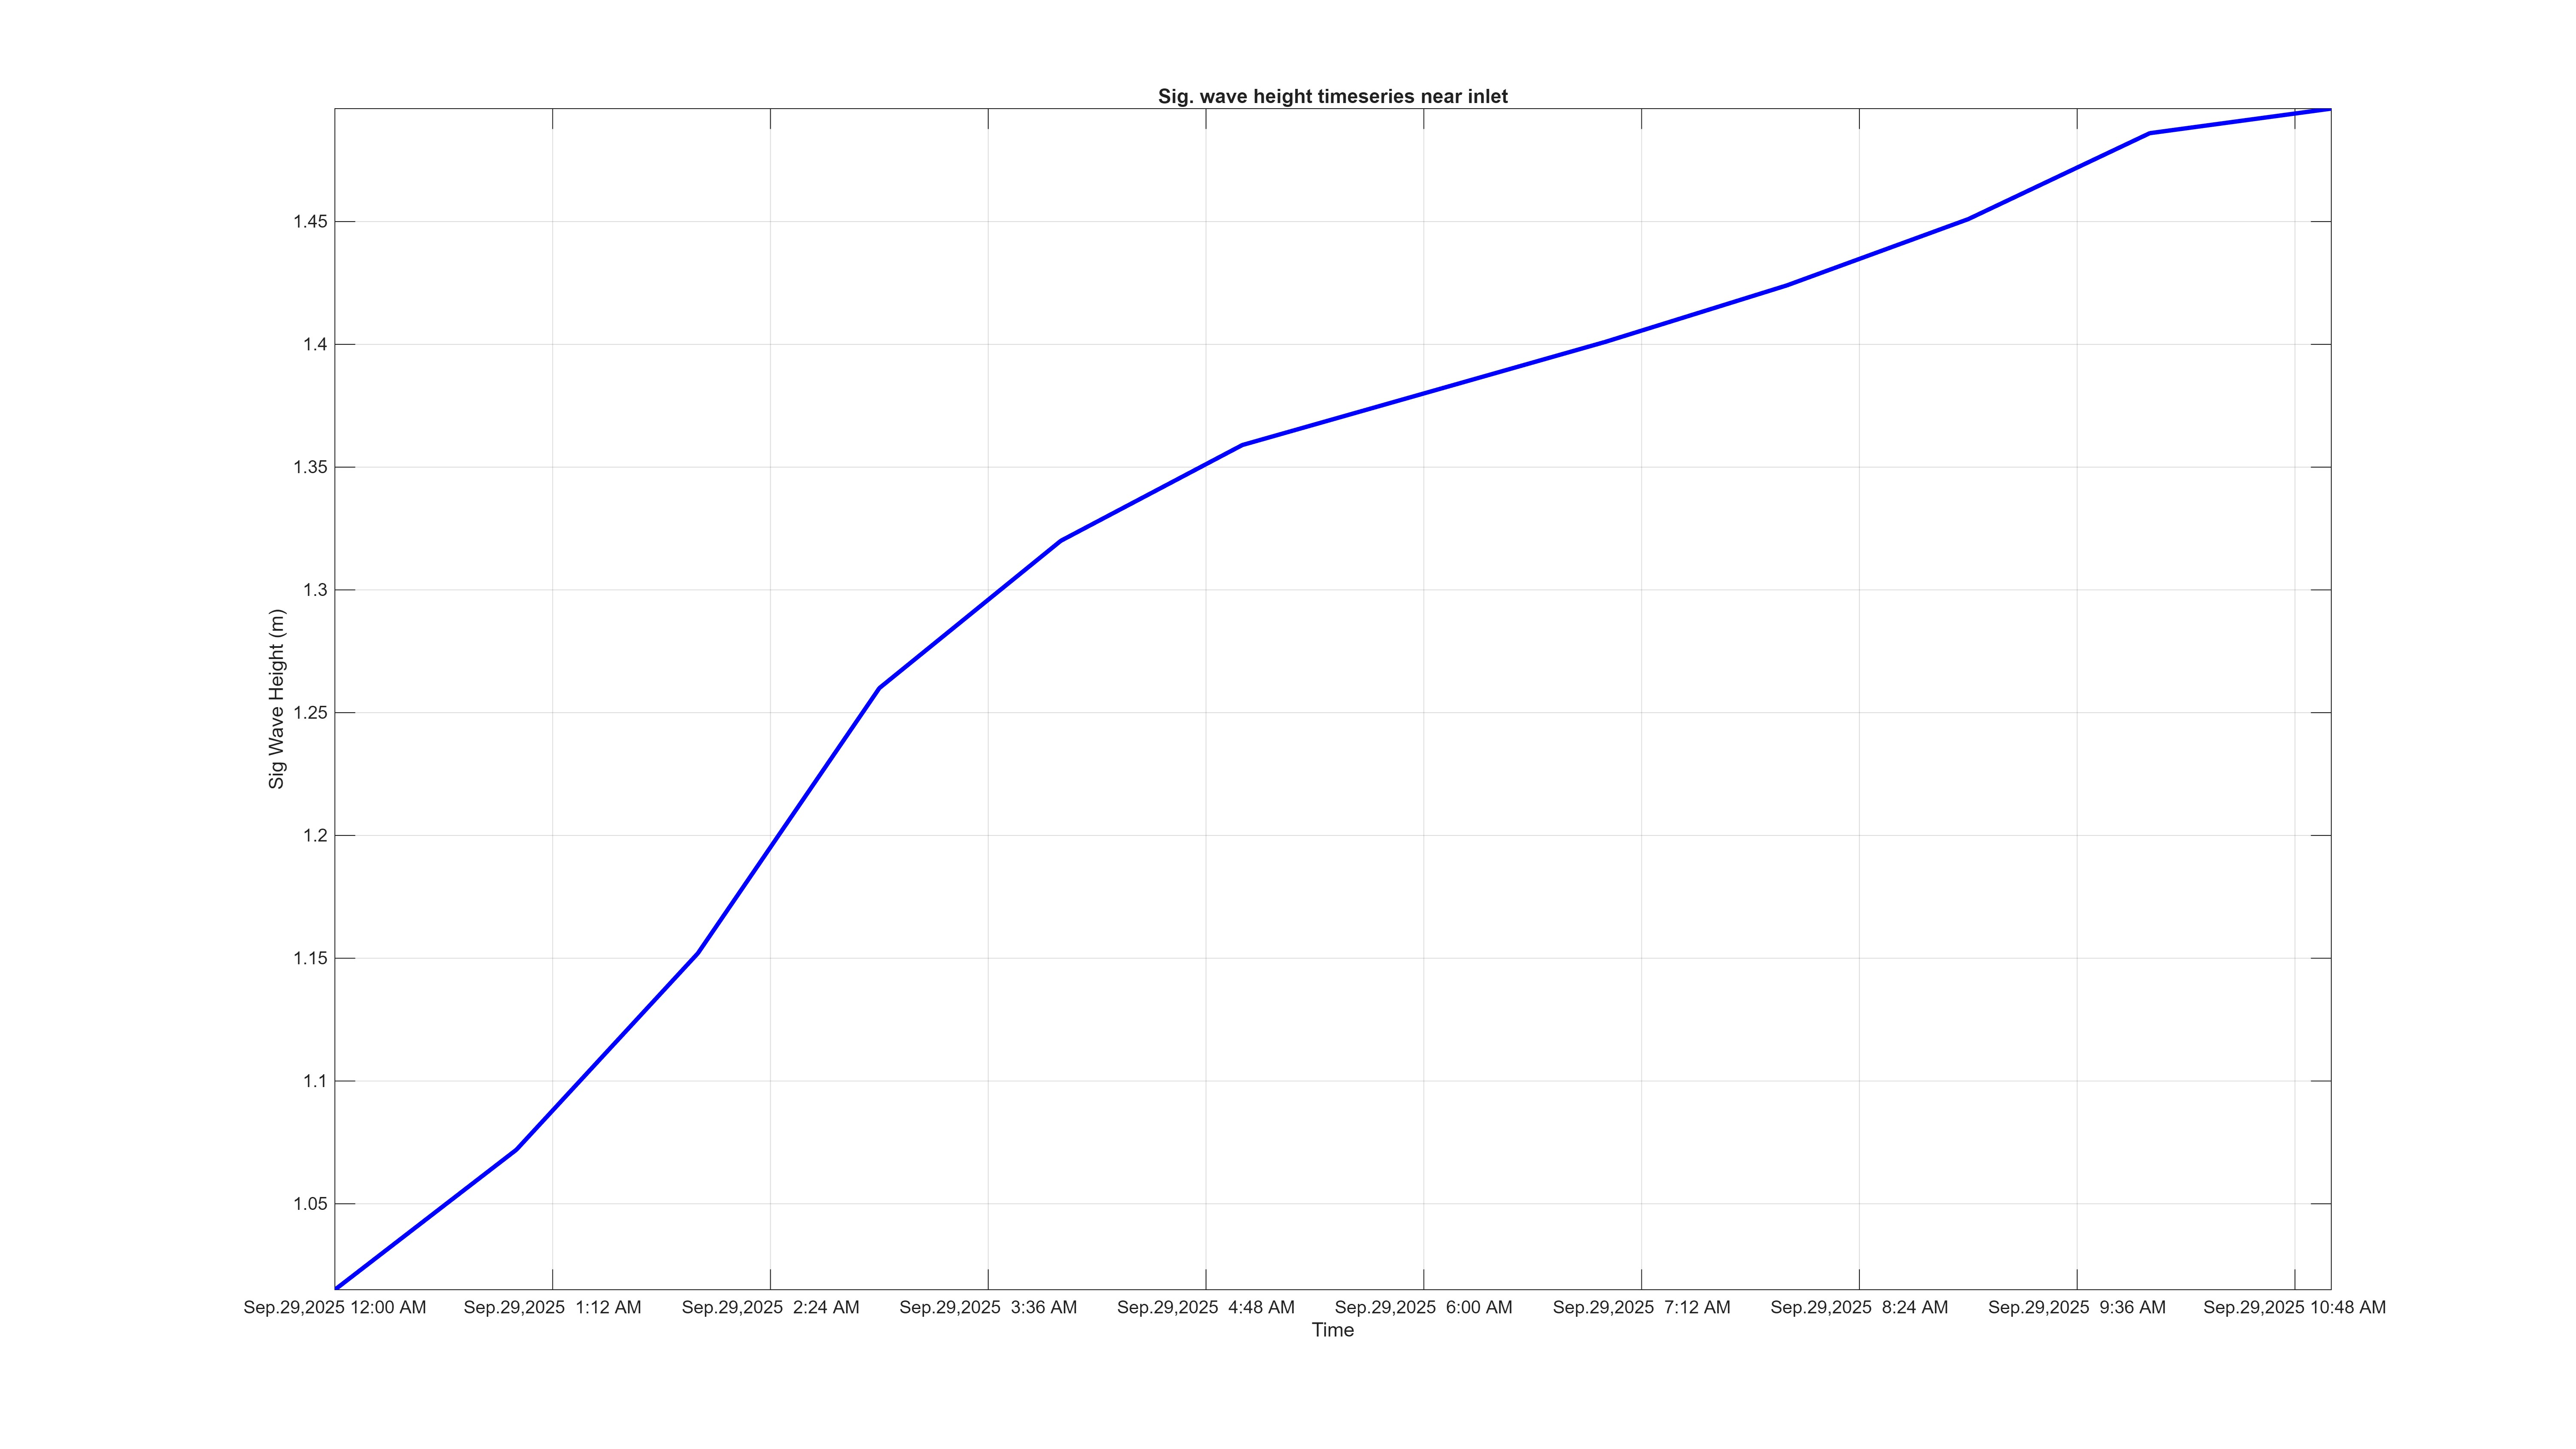 Sig. wave height timeseries near inlet
1.45
1.4
1.35
1.3
1.25
1.2
1.15
1.1
1.05
Sig Wave Height (m)
Sep.29,2025 12:00 AM
Sep.29,2025  1:12 AM
Sep.29,2025  2:24 AM
Sep.29,2025  3:36 AM
Sep.29,2025  4:48 AM
Sep.29,2025  6:00 AM
Sep.29,2025  7:12 AM
Sep.29,2025  8:24 AM
Sep.29,2025  9:36 AM
Sep.29,2025 10:48 AM
Time